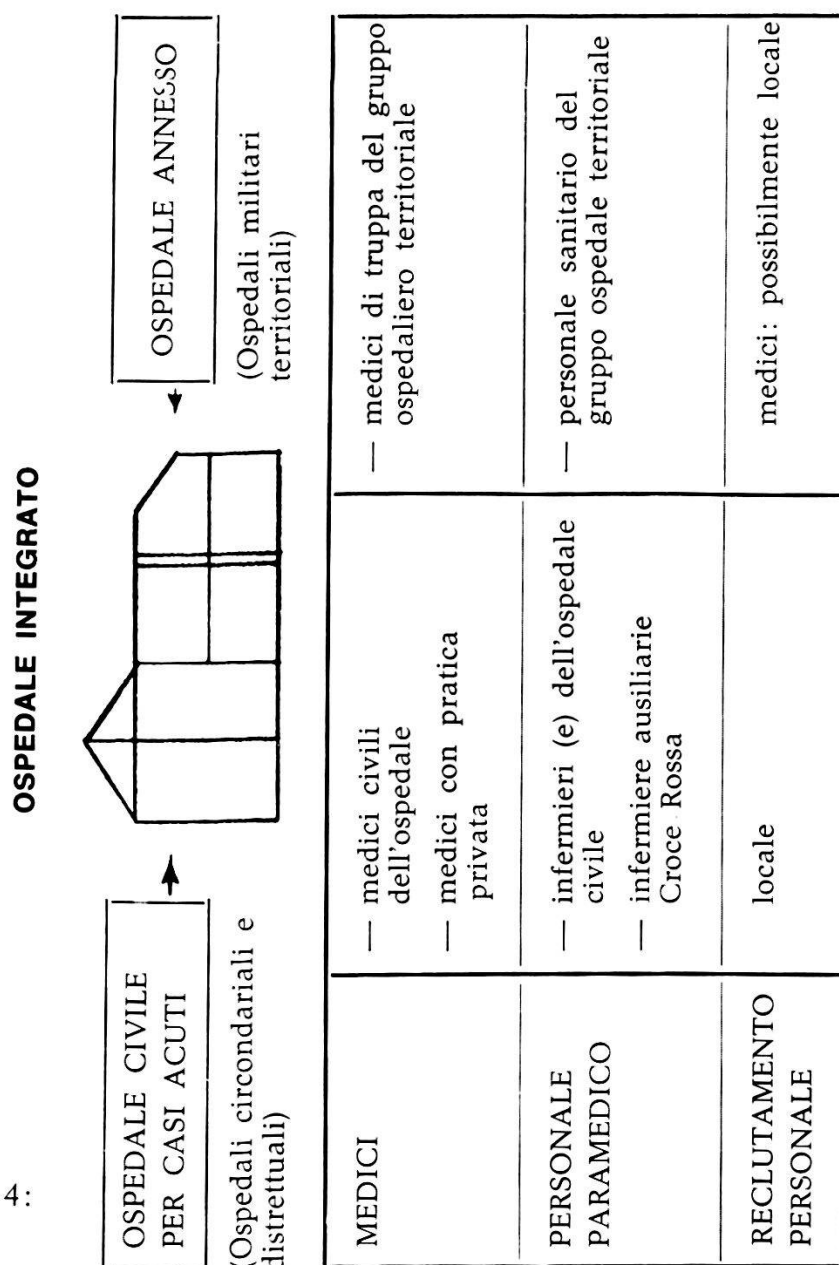 4:
OSPEDALE INTEGRATO
OSPEDALE CIVILE
PER CASI ACUTI
(Ospedali circondariali e
distrettuali)
OSPEDALE ANNESSO
(Ospedali militari
territoriali)
MEDICI
— medici civili
dell'ospedale
— medici con pratica
privata
— medici di truppa del gruppo
ospedaliero territoriale
PERSONALE
PARAMEDICO
— infermieri (e) dell'ospedale
civile
— infermiere ausiliarie
Croce Rossa
— personale sanitario del
gruppo ospedale territoriale
RECLUTAMENTO
PERSONALE
locale
medici: possibilmente locale